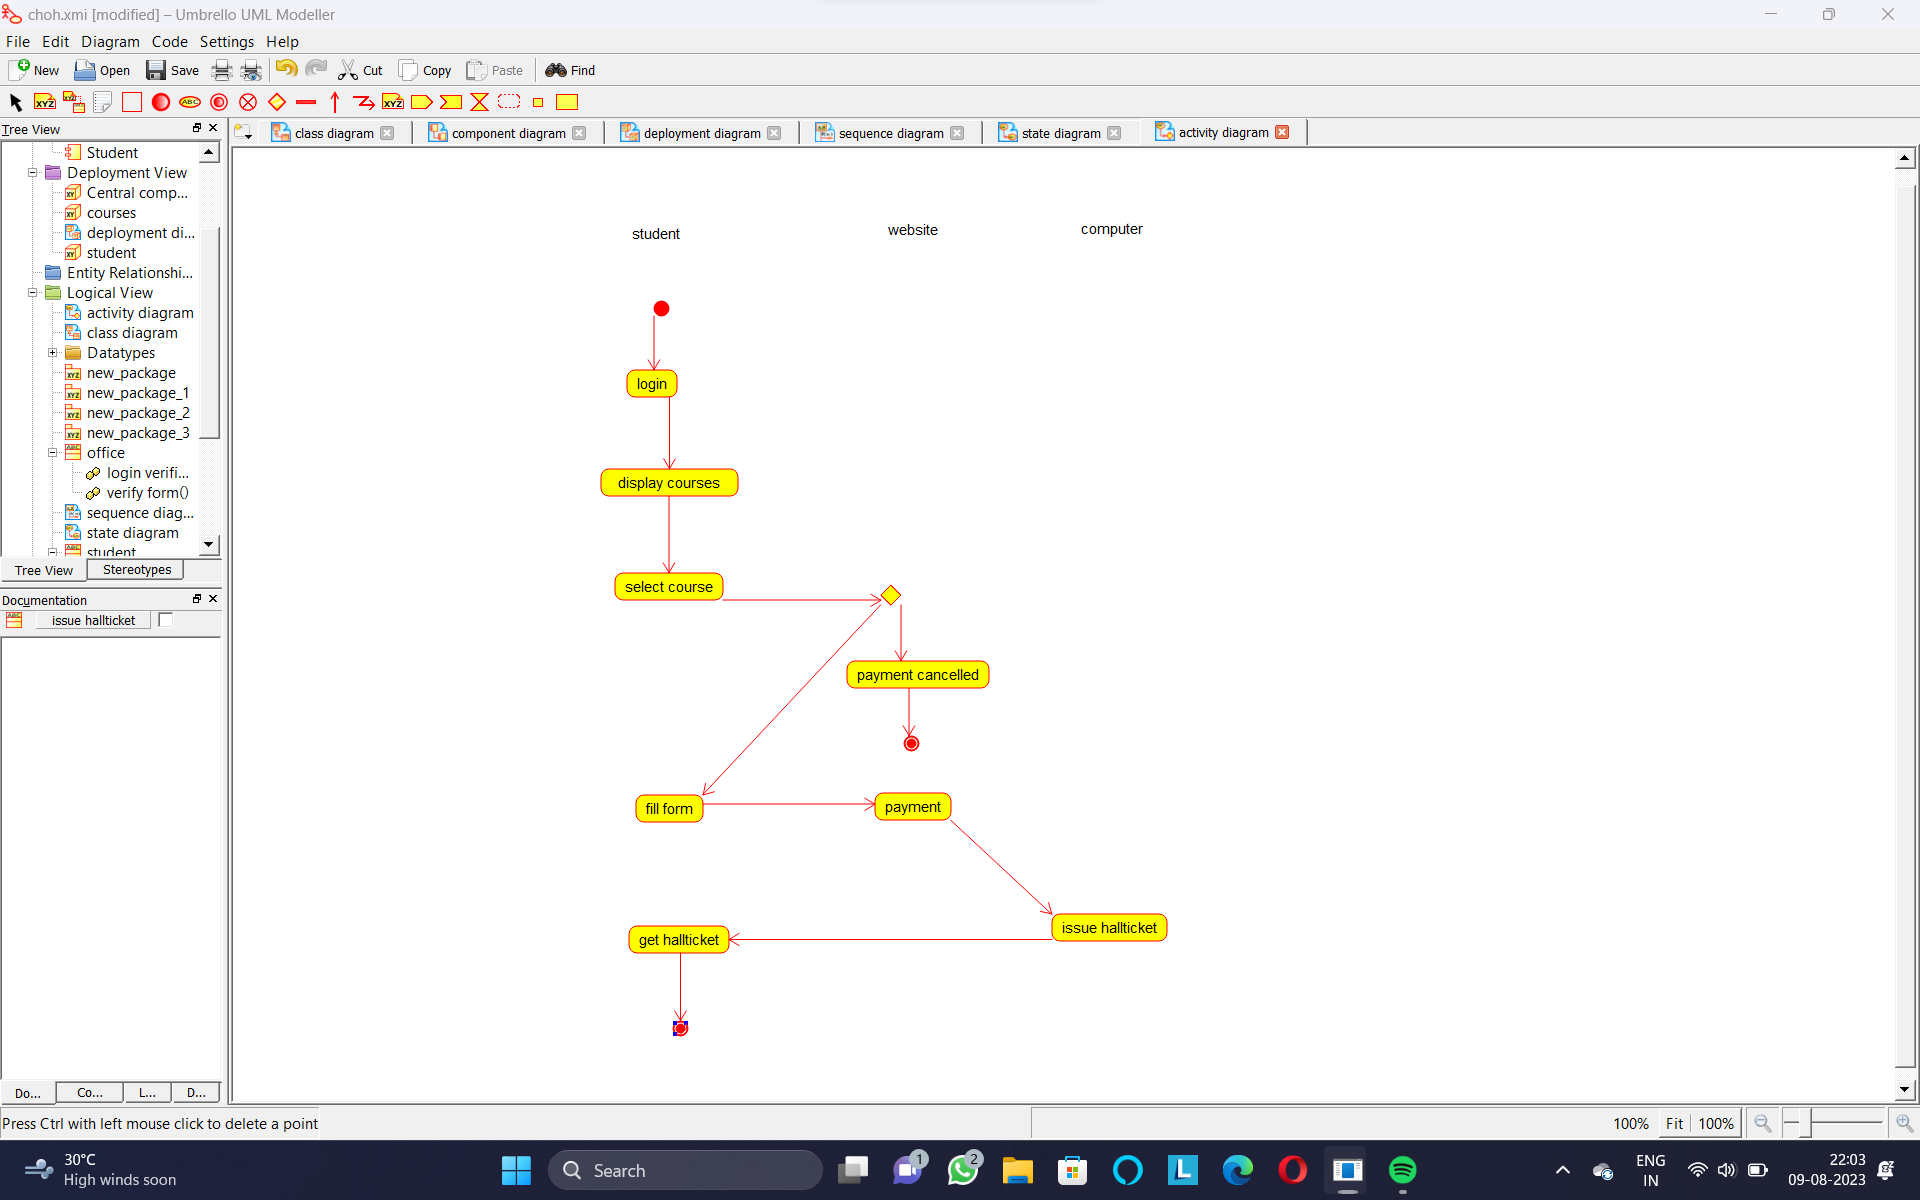 choh.xmi [modified] – Umbrello UML Modeller
File Edit Diagram Code Settings Help
New Open Save Cut Copy Paste Find
XYZ XYZ ABC XYZ
Tree View
class diagram component diagram deployment diagram sequence diagram state diagram activity diagram
Student
Deployment View
Central comp...
courses
deployment di...
student
Entity Relationshi...
Logical View
activity diagram
class diagram
Datatypes
new_package
new_package_1
new_package_2
new_package_3
office
login verifi...
verify form()
sequence diag...
state diagram
student
Tree View Stereotypes
Documentation
issue hallticket
Do... Co... L... D...
student website computer
login
display courses
select course
payment cancelled
fill form payment
issue hallticket
get hallticket
Press Ctrl with left mouse click to delete a point
100% Fit 100%
30°C
High winds soon
Search
1
2
L
ENG
IN
22:03
09-08-2023